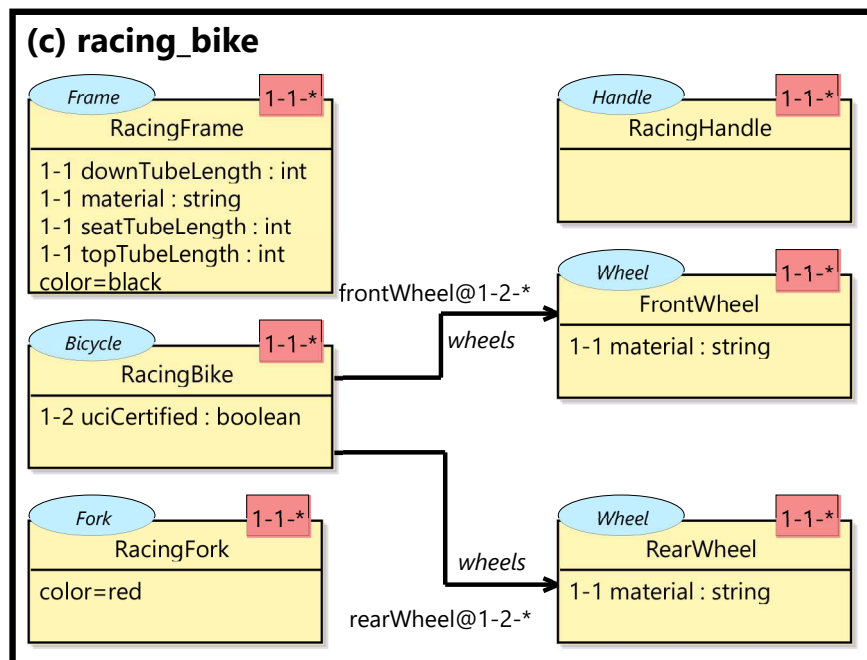 (c) racing_bike
Frame
1-1-*
RacingFrame
1-1 downTubeLength : int
1-1 material : string
1-1 seatTubeLength : int
1-1 topTubeLength : int
color=black
Handle
1-1-*
RacingHandle
frontWheel@1-2-*
wheels
Wheel
1-1-*
FrontWheel
1-1 material : string
Bicycle
1-1-*
RacingBike
1-2 uciCertified : boolean
Fork
1-1-*
RacingFork
color=red
wheels
rearWheel@1-2-*
Wheel
1-1-*
RearWheel
1-1 material : string